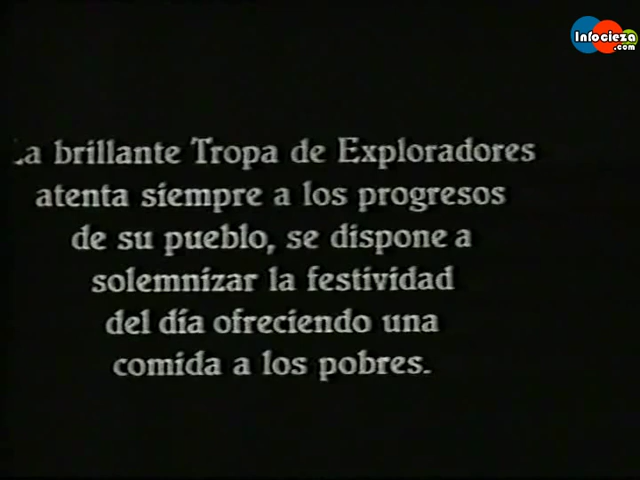 Infocieza
.com
a brillante Tropa de Exploradores
atenta siempre a los progresos
de su pueblo, se dispone a
solemnizar la festividad
del día ofreciendo una
comida a los pobres.